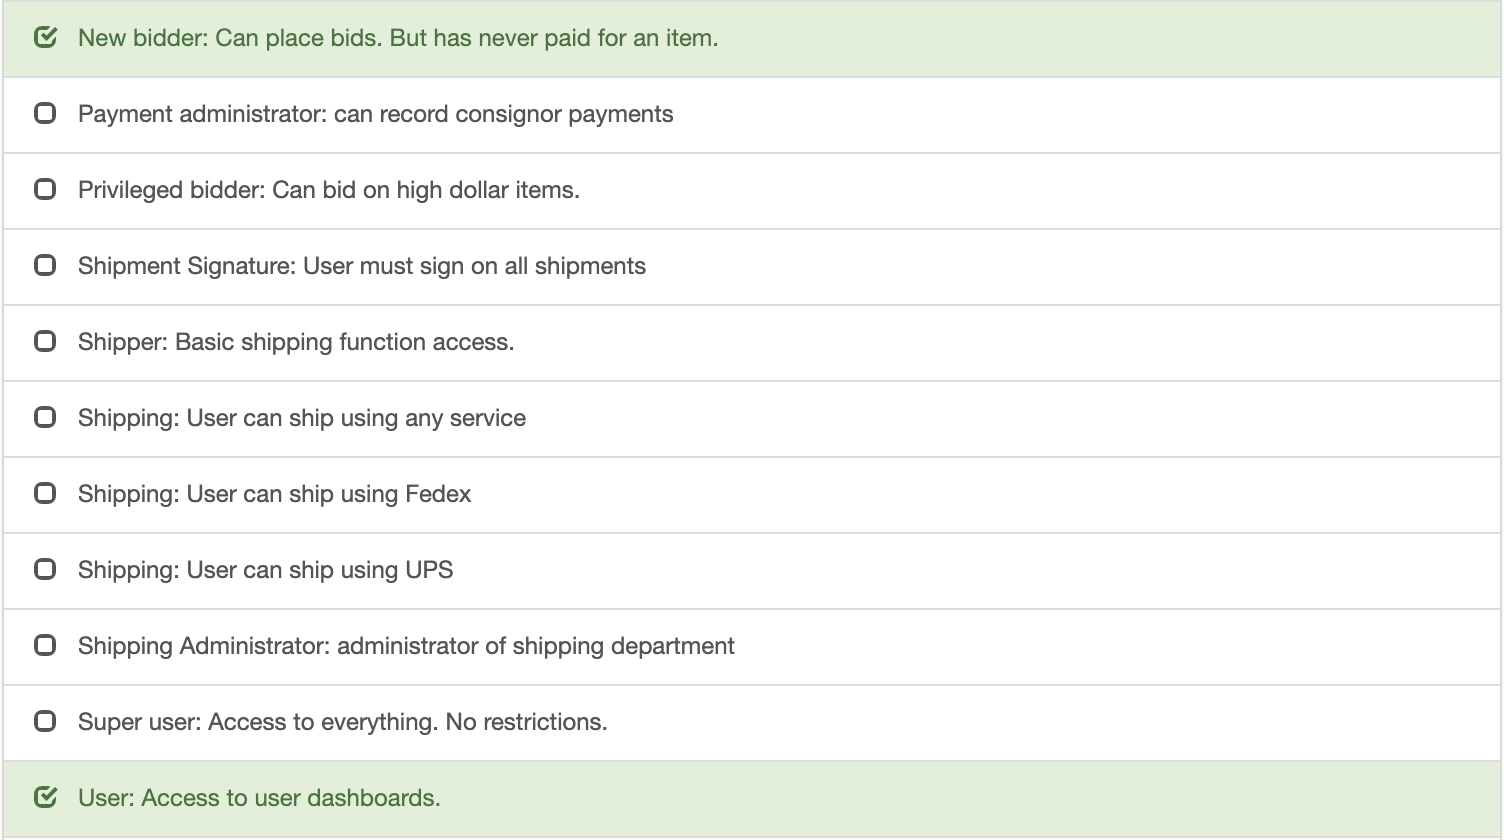 New bidder: Can place bids. But has never paid for an item.
Payment administrator: can record consignor payments
Privileged bidder: Can bid on high dollar items.
Shipment Signature: User must sign on all shipments
Shipper: Basic shipping function access.
Shipping: User can ship using any service
Shipping: User can ship using Fedex
Shipping: User can ship using UPS
Shipping Administrator: administrator of shipping department
Super user: Access to everything. No restrictions.
User: Access to user dashboards.